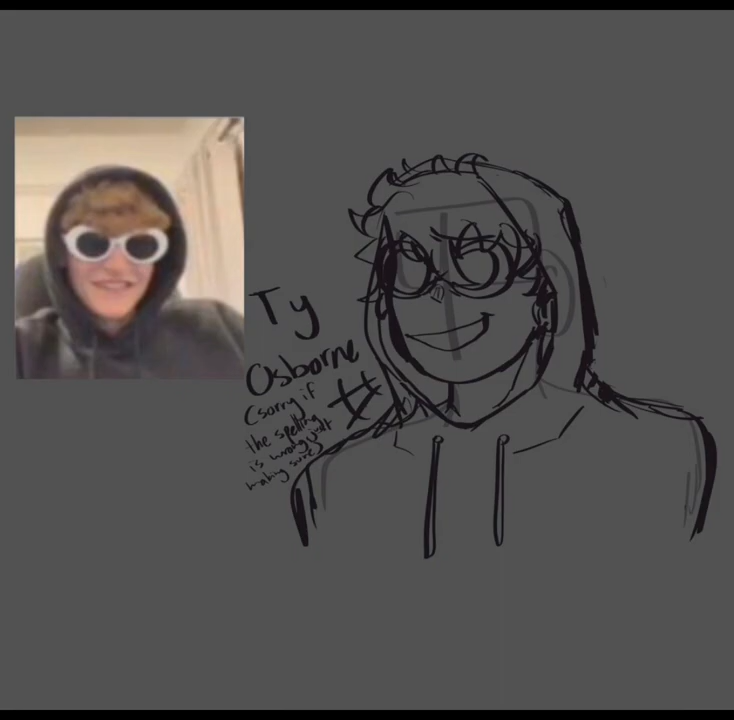 Ty
Osborne
(sorry if
the spelling
is wrong just
making sure)